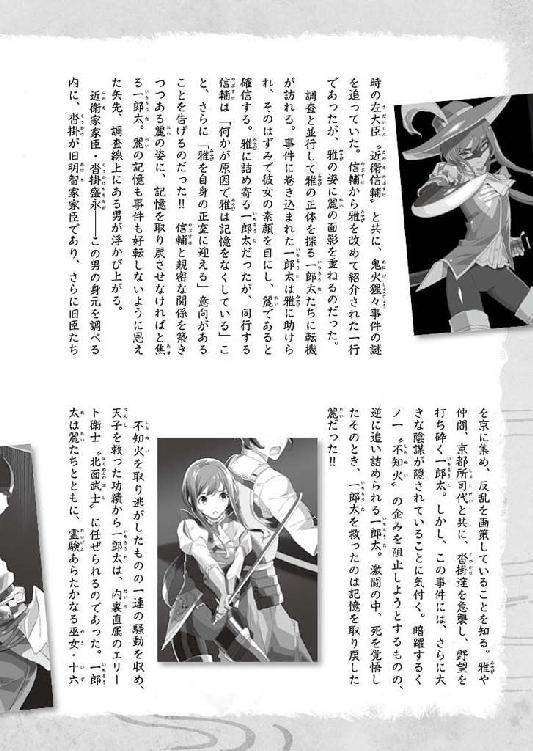 時の左大臣〝近衛信輔〟と共に、鬼火猩々事件の謎
を追っていた。信輔から雅を改めて紹介された一行
であったが、雅の姿に麗の面影を重ねるのだった。
調査と並行して雅の正体を探る一郎太たちに転機
が訪れる。事件に巻き込まれた一郎太は雅に助けら
れ、そのはずみで彼女の素顔を目にし、麗であると
確信する。雅に詰め寄る一郎太だったが、同行する
信輔は「何かが原因で雅は記憶をなくしている」こ
と、さらに「雅を自身の正室に迎える」意向がある
ことを告げるのだった!! 信輔と親密な関係を築き
つつある麗の姿に、記憶を取り戻させなければと焦
る一郎太。麗の記憶も事件も好転しないように思え
た矢先、調査線上にある男が浮かび上がる。
近衛家家臣・沓掛盛永――この男の身元を調べる
内に、沓掛が旧明智家家臣であり、さらに旧臣たち
を京に集め、反乱を画策していることを知る。雅や
仲間、京都所司代と共に、沓掛達を急襲し、野望を
打ち砕く一郎太。しかし、この事件には、さらに大
きな陰謀が隠されていることに気付く。暗躍するく
ノ一〝不知火〟の企みを阻止しようとするものの、
逆に追い詰められる一郎太。激闘の中、死を覚悟し
たそのとき、一郎太を救ったのは記憶を取り戻した
麗だった!!
不知火を取り逃がしたものの一連の騒動を収め、
天子を救った功績から一郎太は、内裏直属のエリー
ト衛士〝北面武士〟に任ぜられるのであった。一郎
太は麗たちとともに、霊験あらたかなる巫女・十六